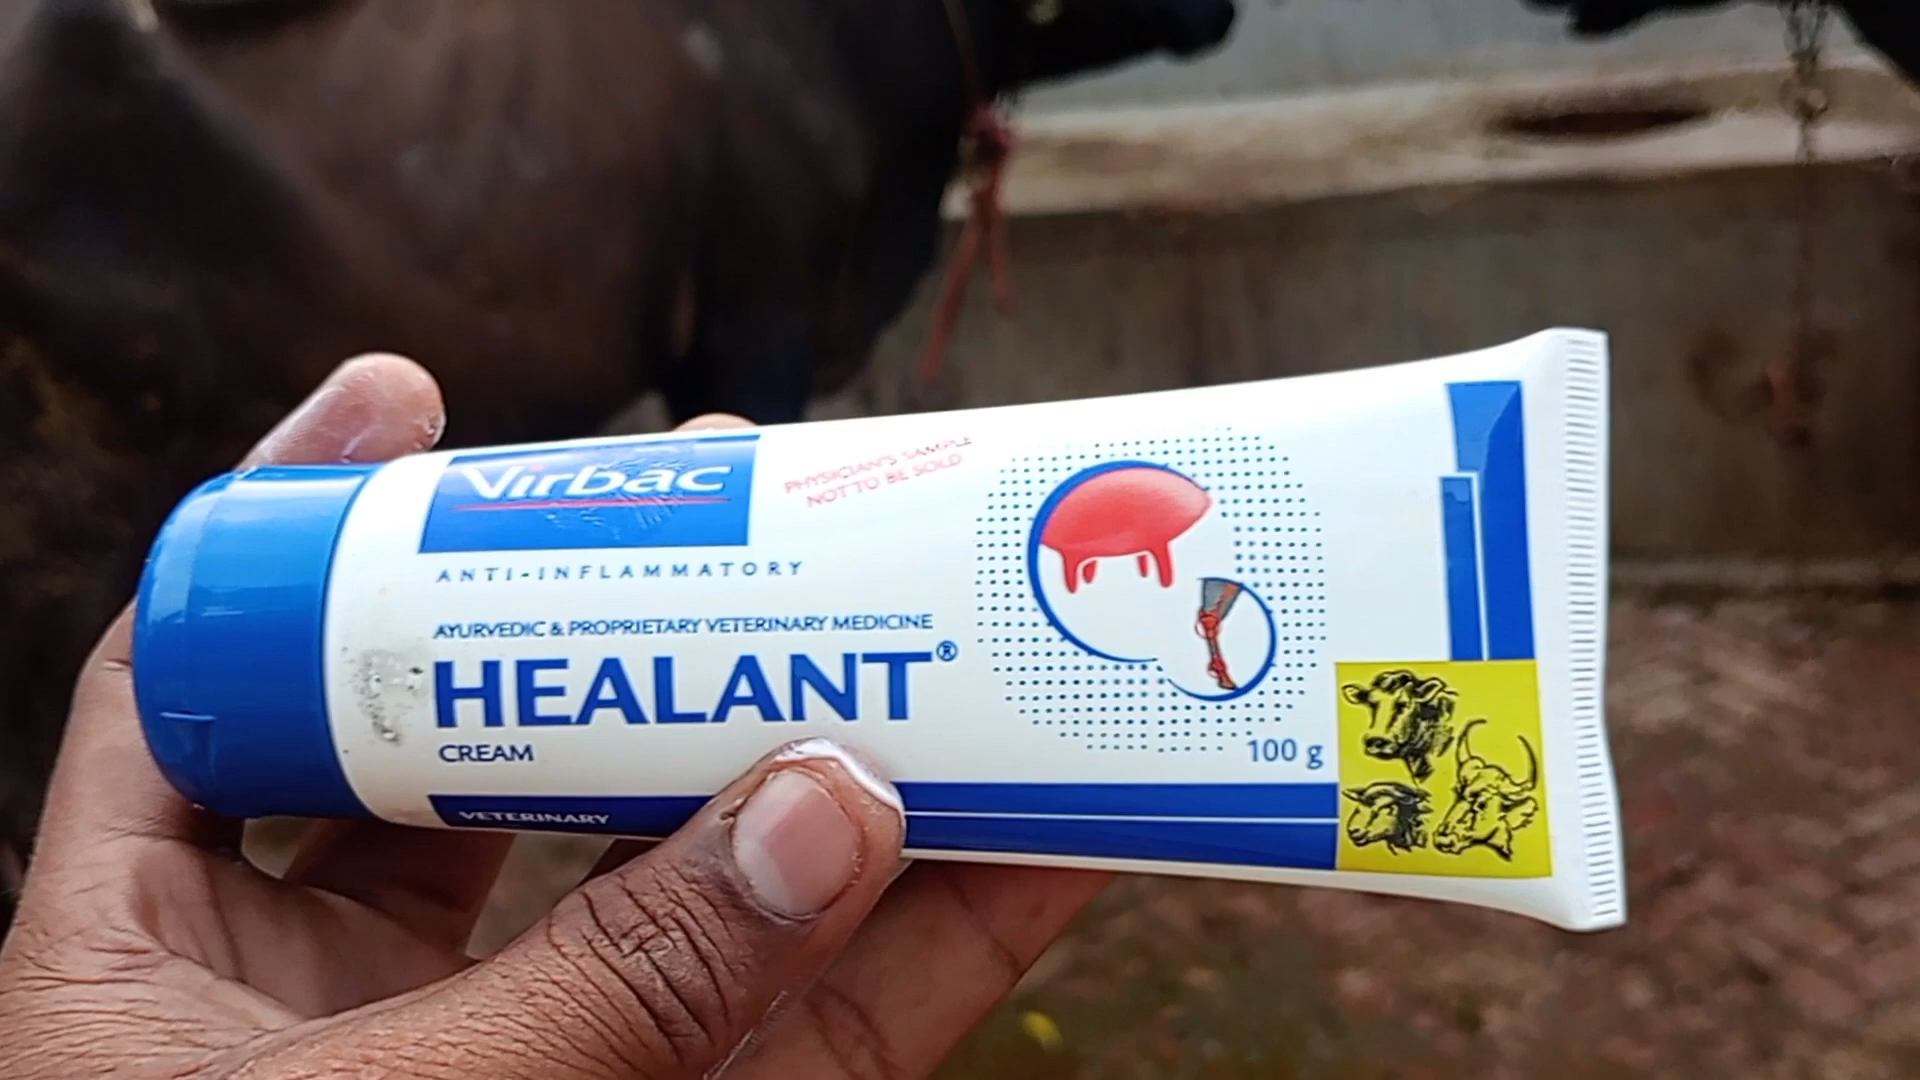 Virbac
PHYSICIAN'S SAMPLE
NOT TO BE SOLD
ANTI-INFLAMMATORY
AYURVEDIC & PROPRIETARY VETERINARY MEDICINE
HEALANT®
CREAM
100 g
VETERINARY